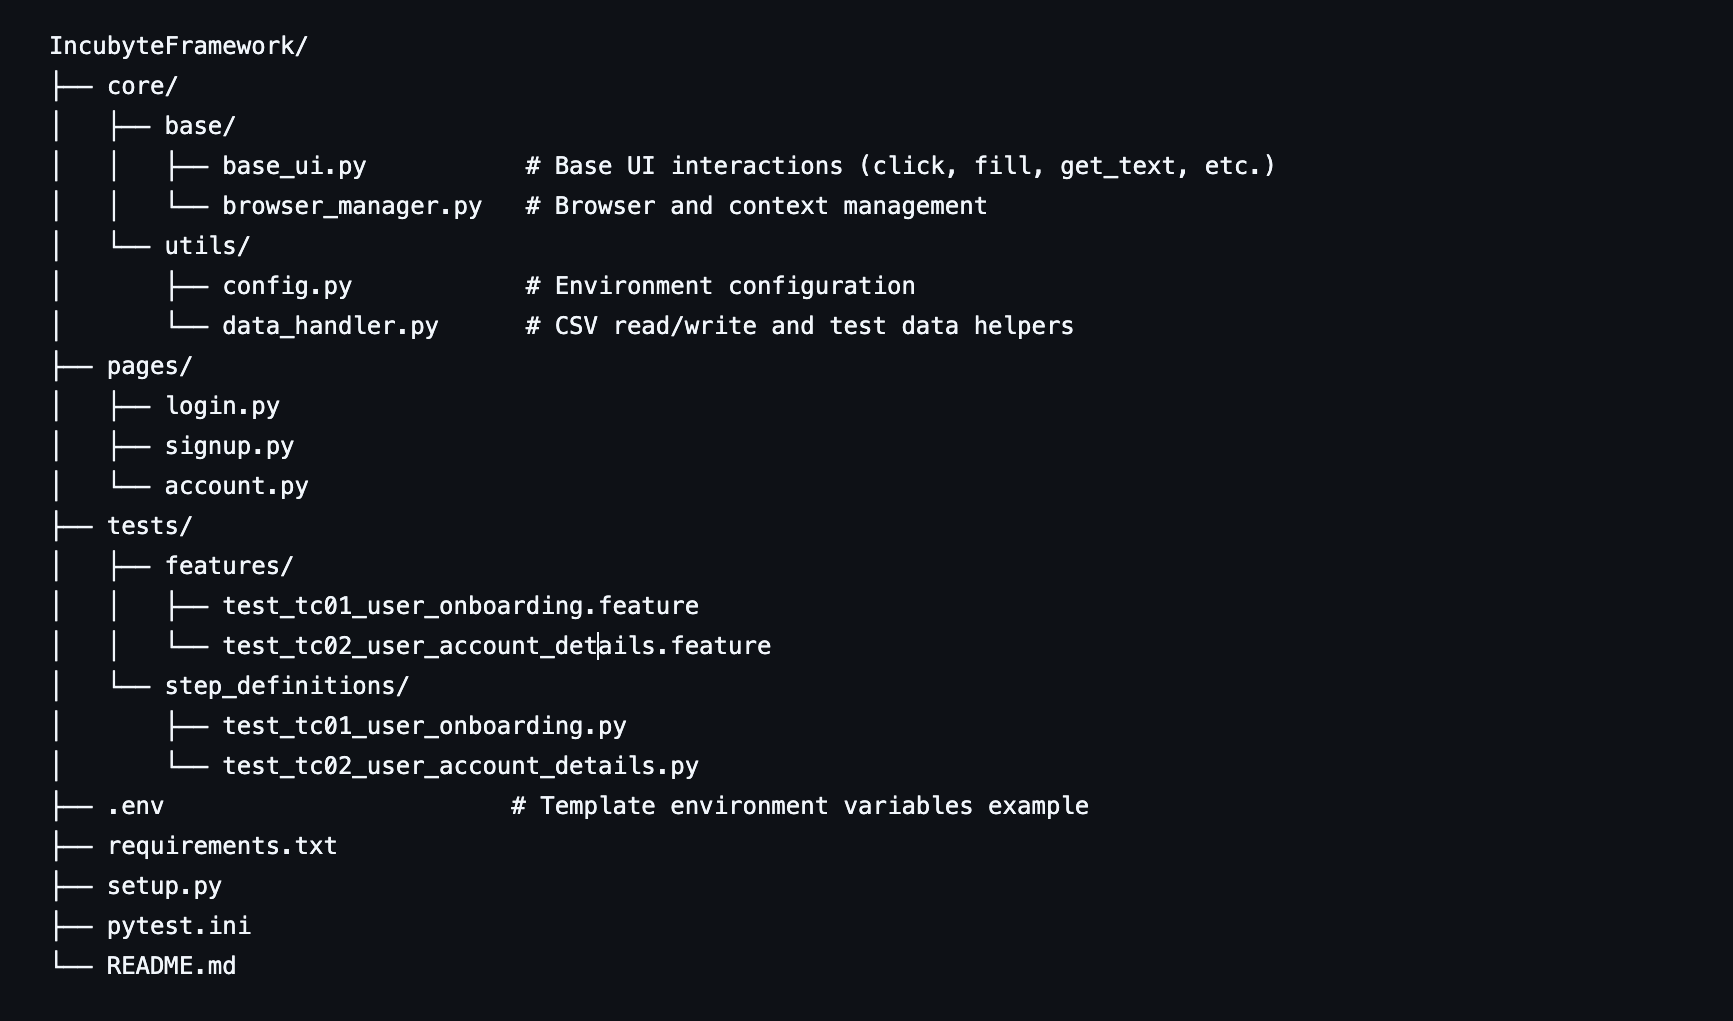 IncubyteFramework/
├── core/
│   ├── base/
│   │   ├── base_ui.py           # Base UI interactions (click, fill, get_text, etc.)
│   │   └── browser_manager.py   # Browser and context management
│   └── utils/
│       ├── config.py            # Environment configuration
│       └── data_handler.py      # CSV read/write and test data helpers
├── pages/
│   ├── login.py
│   ├── signup.py
│   └── account.py
├── tests/
│   ├── features/
│   │   ├── test_tc01_user_onboarding.feature
│   │   └── test_tc02_user_account_details.feature
│   └── step_definitions/
│       ├── test_tc01_user_onboarding.py
│       └── test_tc02_user_account_details.py
├── .env                        # Template environment variables example
├── requirements.txt
├── setup.py
├── pytest.ini
└── README.md